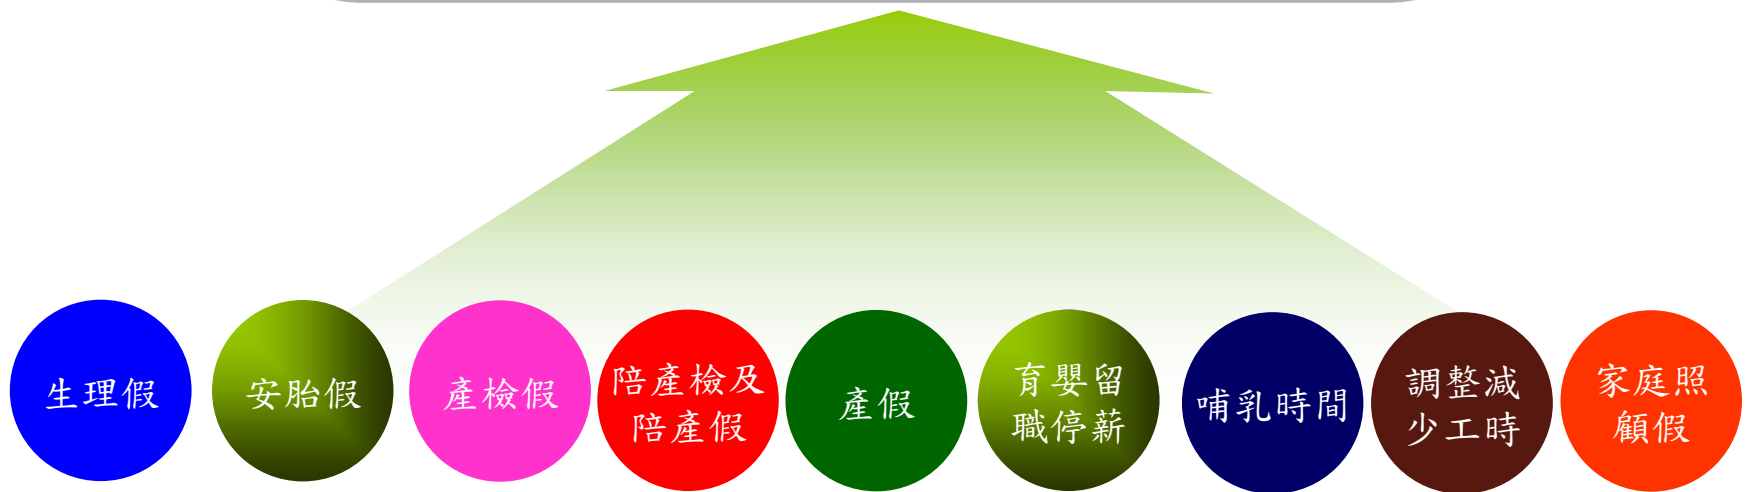 生理假
安胎假
產檢假
陪產檢及
陪產假
產假
育嬰留
職停薪
哺乳時間
調整減
少工時
家庭照
顧假